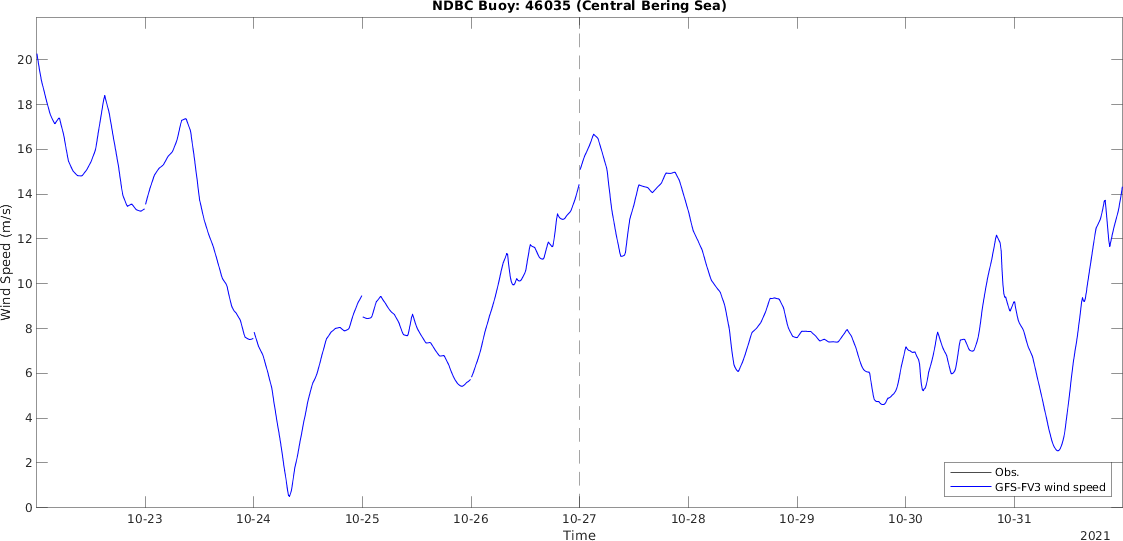 NDBC Buoy: 46035 (Central Bering Sea)
Wind Speed (m/s)
20
18
16
14
12
10
8
6
4
2
0
10-23 10-24 10-25 10-26 10-27 10-28 10-29 10-30 10-31
Time
2021
Obs.
GFS-FV3 wind speed